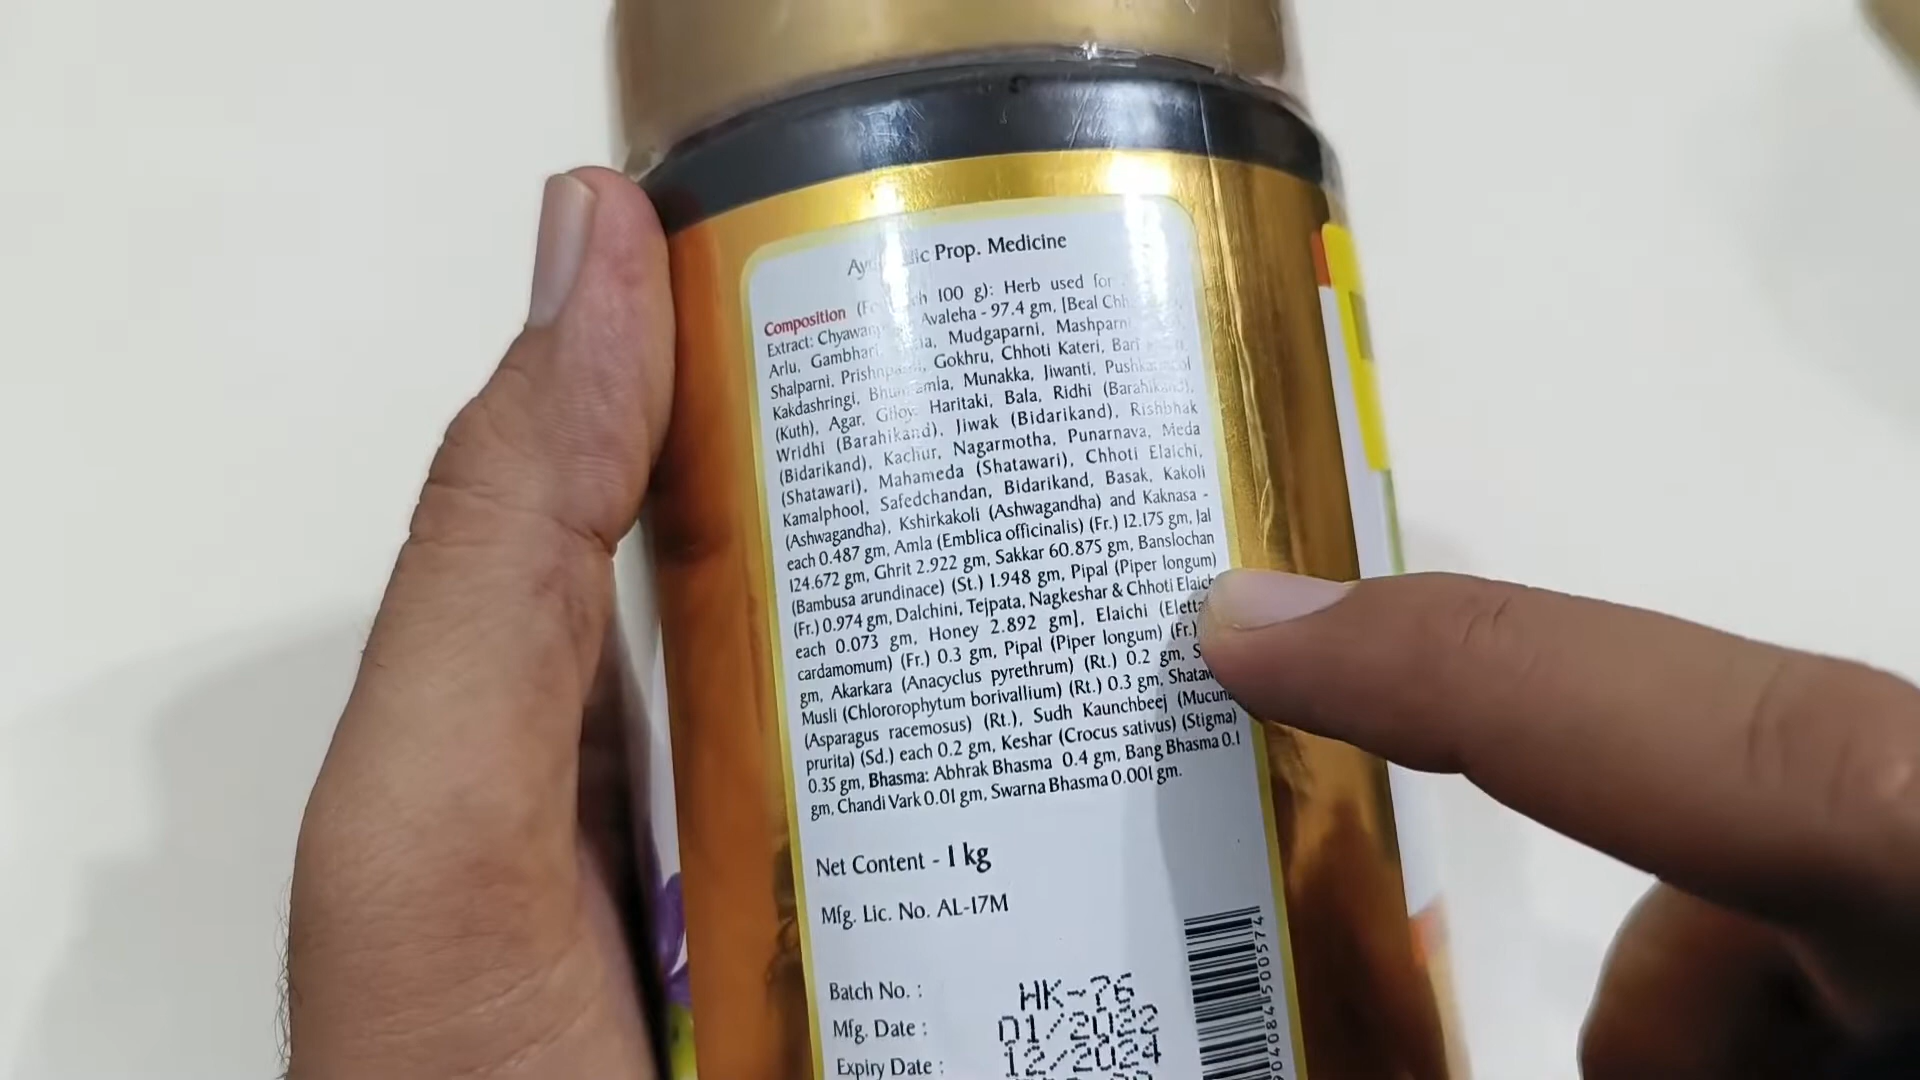 Prop. Medicine
Composition 100 g): Herb used for
Extract: Avaleha - 97.4 gm, [Beal
Arlu, Gambhari, Mudgaparni, Mashparni
Shalparni, Gokhru, Chhoti Kateri, Bari
Kakdashringi, Munakka, Jiwanti,
(Kuth), Agar, Giloy, Haritaki, Bala, Ridhi (Barahikand),
Wridhi (Barahikand), Jiwak (Bidarikand), Rishbhak
(Bidarikand), Kachur, Nagarmotha, Punarnava, Meda
(Shatawari), Mahameda (Shatawari), Chhoti Elaichi,
Kamalphool, Safedchandan, Bidarikand, Basak, Kakoli
(Ashwagandha), Kshirkakoli (Ashwagandha) and Kaknasa -
each 0.487 gm, Amla (Emblica officinalis) (Fr.) 12.175 gm, Jal
124.672 gm, Ghrit 2.922 gm, Sakkar 60.875 gm, Banslochan
(Bambusa arundinace) (St.) 1.948 gm, Pipal (Piper longum)
(Fr.) 0.974 gm, Dalchini, Tejpata, Nagkeshar & Chhoti
each 0.073 gm, Honey 2.892 gm], Elaichi
cardamomum) (Fr.) 0.3 gm, Pipal (Piper longum) (Fr.)
gm, Akarkara (Anacyclus pyrethrum) (Rt.) 0.2 gm,
Musli (Chlororophytum borivallium) (Rt.) 0.3 gm,
(Asparagus racemosus) (Rt.), Sudh Kaunchbeej (Mucuna
prurita) (Sd.) each 0.2 gm, Keshar (Crocus sativus) (Stigma)
0.35 gm, Bhasma: Abhrak Bhasma 0.4 gm, Bang Bhasma 0.1
gm, Chandi Vark 0.01 gm, Swarna Bhasma 0.001 gm.
Net Content - 1 kg
Mfg. Lic. No. AL-17M
Batch No. : HK-76
Mfg. Date : 01/2022
Expiry Date : 12/2024
904084500574